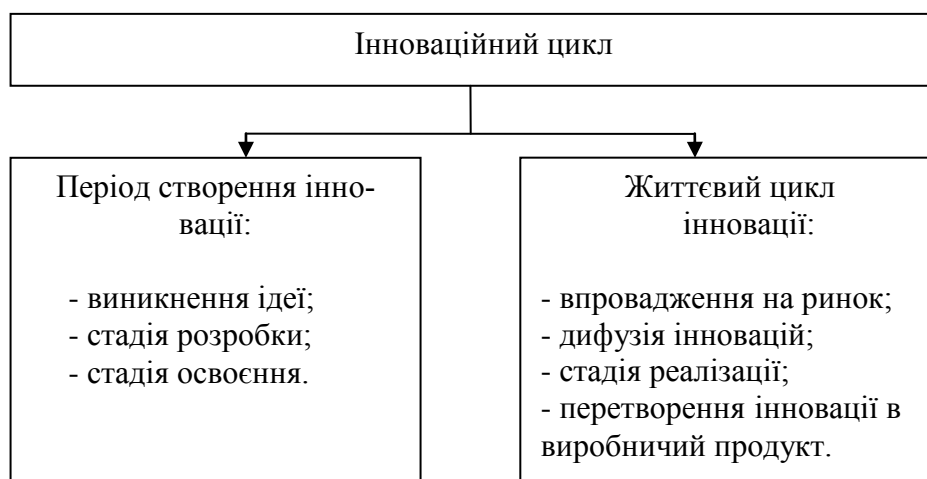 Інноваційний цикл
Період створення інно-
вації:
- виникнення ідеї;
- стадія розробки;
- стадія освоєння.
Життєвий цикл
інновації:
- впровадження на ринок;
- дифузія інновацій;
- стадія реалізації;
- перетворення інновації в
виробничий продукт.